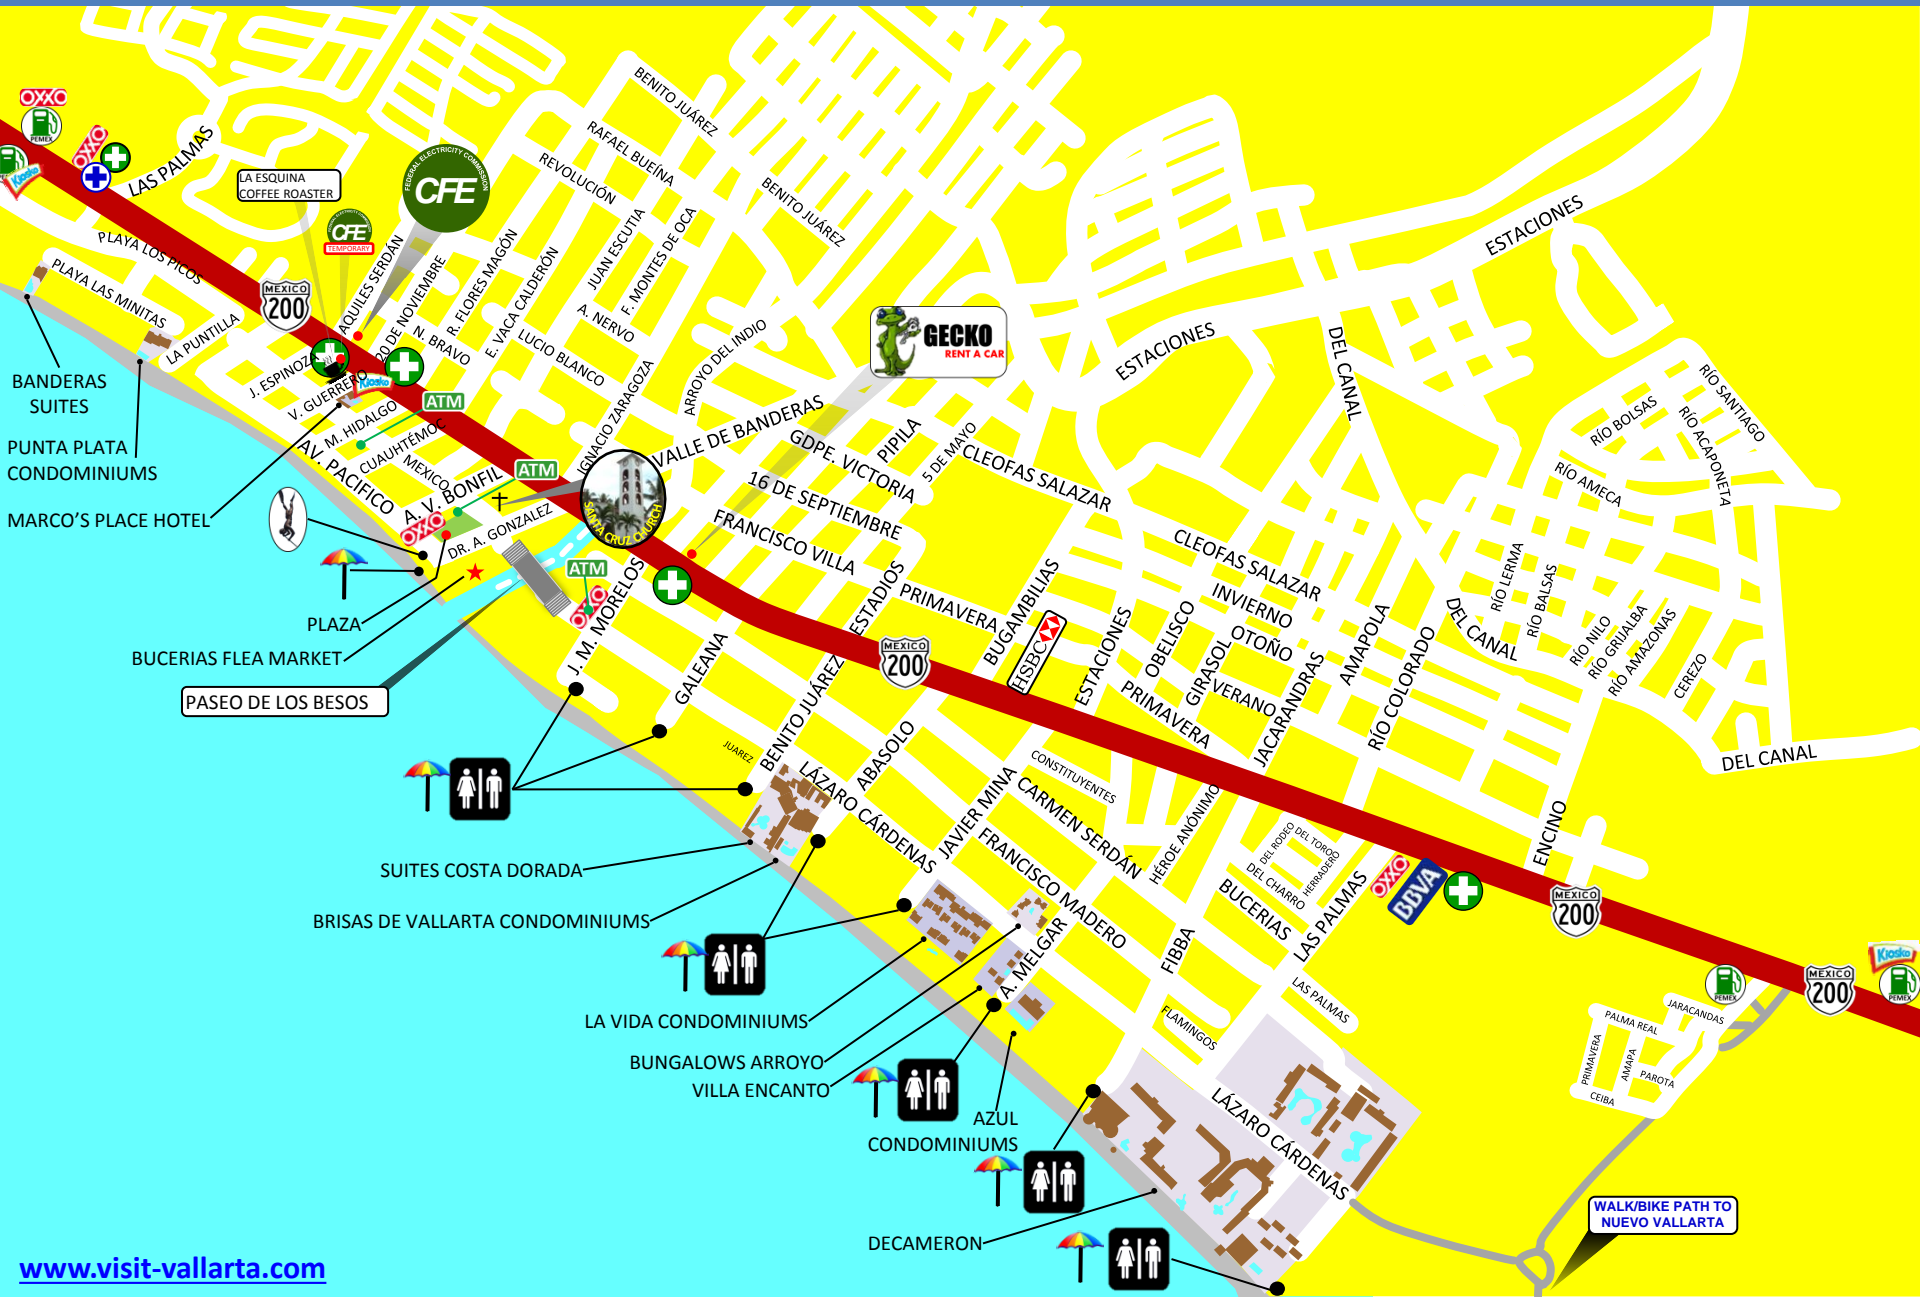 OXXO
PEMEX
Kiosko
OXXO
LAS PALMAS
LA ESQUINA
COFFEE ROASTER
FEDERAL ELECTRICITY COMMISSION
CFE
CFE
TEMPORARY
BENITO JUÁREZ
RAFAEL BUEÍNA
REVOLUCIÓN
BENITO JUÁREZ
JUAN ESCUTIA
F. MONTES DE OCA
PLAYA LOS PICOS
PLAYA LAS MINITAS
LA PUNTILLA
MEXICO
200
AQUILES SERDÁN
20 DE NOVIEMBRE
R. FLORES MAGÓN
N. BRAVO
E. VACA CALDERÓN
A. NERVO
LUCIO BLANCO
ARROYO DEL INDIO
IGNACIO ZARAGOZA
GECKO
RENT A CAR
ESTACIONES
ESTACIONES
DEL CANAL
RÍO SANTIAGO
RÍO BOLSAS
RÍO ACAPONETA
RÍO AMECA
BANDERAS
SUITES
PUNTA PLATA
CONDOMINIUMS
MARCO'S PLACE HOTEL
J. ESPINOZA
V. GUERRERO
Kiosko
M. HIDALGO
ATM
CUAUHTÉMOC
MEXICO
AV. PACIFICO
A. V. BONFIL
ATM
OXXO
DR. A. GONZALEZ
SANTA CRUZ CHURCH
VALLE DE BANDERAS
GDPE. VICTORIA
PIPILA
5 DE MAYO
16 DE SEPTIEMBRE
FRANCISCO VILLA
CLEOFAS SALAZAR
CLEOFAS SALAZAR
PLAZA
BUCERIAS FLEA MARKET
PASEO DE LOS BESOS
ATM
OXXO
J. M. MORELOS
GALEANA
BENITO JUÁREZ
ESTADIOS
PRIMAVERA
BUGAMBILIAS
MEXICO
200
HSBC
ESTACIONES
OBELISCO
GIRASOL
INVIERNO
OTOÑO
VERANO
PRIMAVERA
JACARANDRAS
AMAPOLA
RÍO COLORADO
DEL CANAL
RÍO LERMA
RÍO BALSAS
RÍO NILO
RÍO GRIJALBA
RÍO AMAZONAS
CEREZO
DEL CANAL
ENCINO
JUAREZ
LÁZARO CÁRDENAS
ABASOLO
JAVIER MINA
CONSTITUYENTES
CARMEN SERDÁN
FRANCISCO MADERO
HÉROE ANÓNIMO
DEL RODEO
DEL TORO
HERRADERO
DEL CHARRO
BUCERIAS
LAS PALMAS
OXXO
BBVA
MEXICO
200
SUITES COSTA DORADA
BRISAS DE VALLARTA CONDOMINIUMS
LA VIDA CONDOMINIUMS
BUNGALOWS ARROYO
VILLA ENCANTO
AZUL
CONDOMINIUMS
A. MELGAR
FIBBA
FLAMINGOS
LAS PALMAS
LÁZARO CÁRDENAS
DECAMERON
PEMEX
MEXICO
200
Kiosko
PEMEX
JARACANDAS
PALMA REAL
PRIMAVERA
AMAPA
PAROTA
CEIBA
WALK/BIKE PATH TO
NUEVO VALLARTA
www.visit-vallarta.com